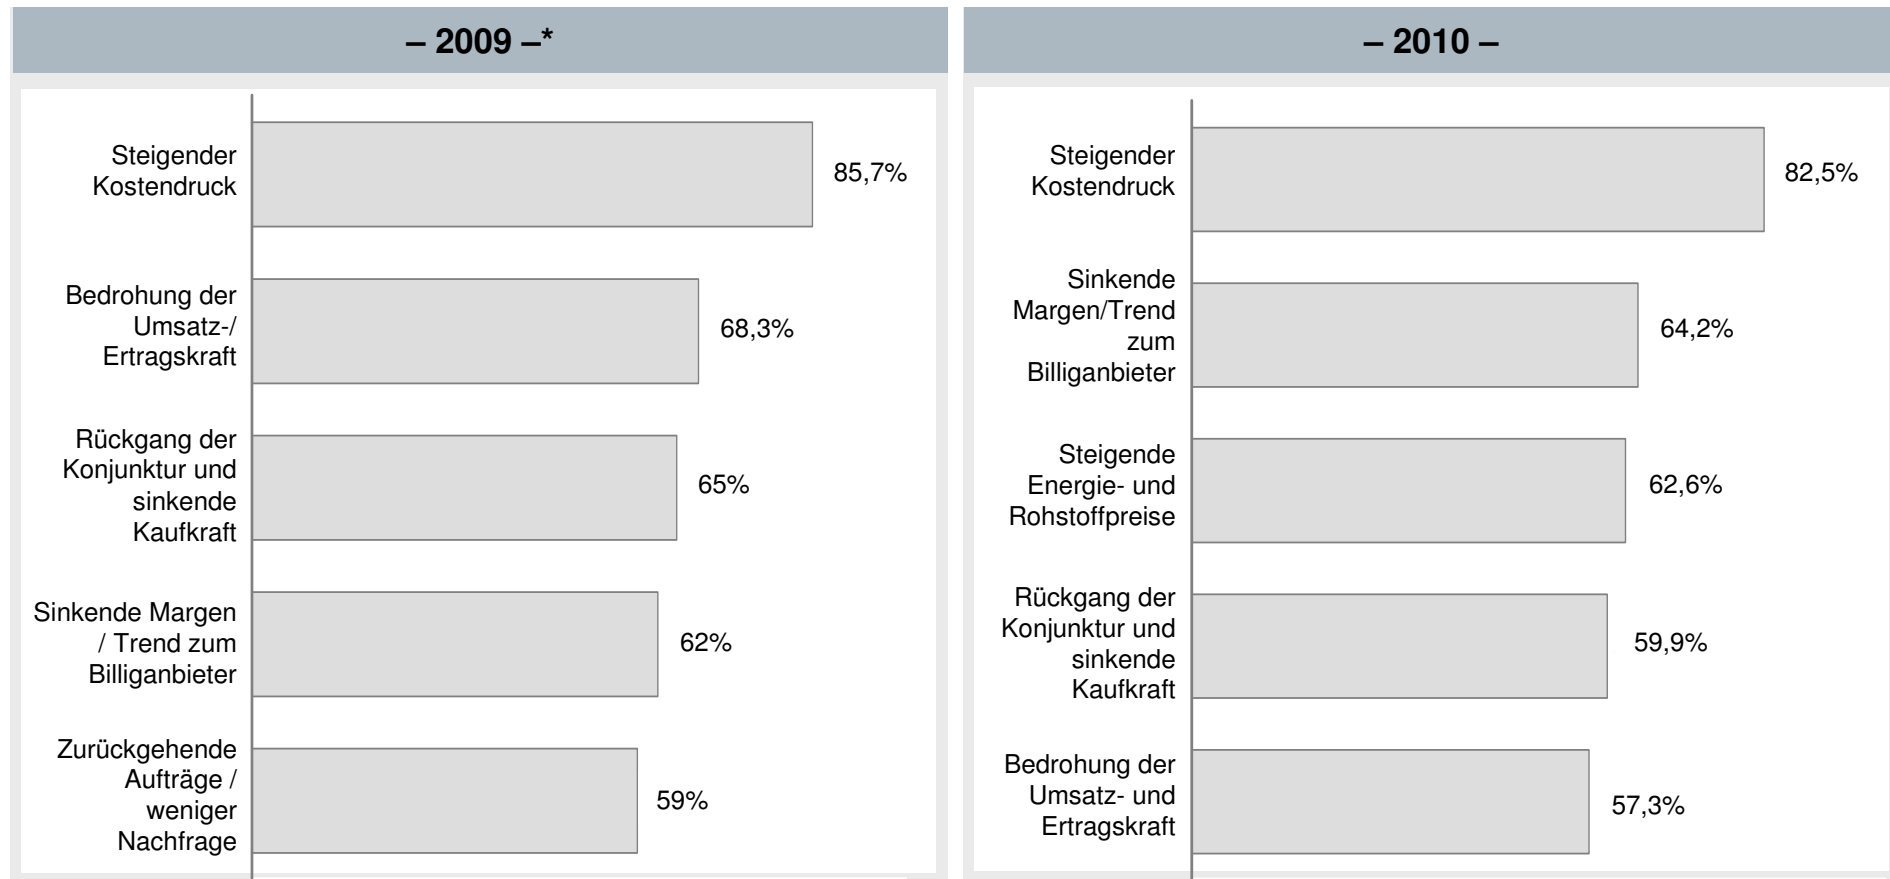 – 2009 –*
Steigender
Kostendruck
85,7%
Bedrohung der
Umsatz-/
Ertragskraft
68,3%
Rückgang der
Konjunktur und
sinkende
Kaufkraft
65%
Sinkende Margen
/ Trend zum
Billiganbieter
62%
Zurückgehende
Aufträge /
weniger
Nachfrage
59%
– 2010 –
Steigender
Kostendruck
82,5%
Sinkende
Margen/Trend
zum
Billiganbieter
64,2%
Steigende
Energie- und
Rohstoffpreise
62,6%
Rückgang der
Konjunktur und
sinkende
Kaufkraft
59,9%
Bedrohung der
Umsatz- und
Ertragskraft
57,3%